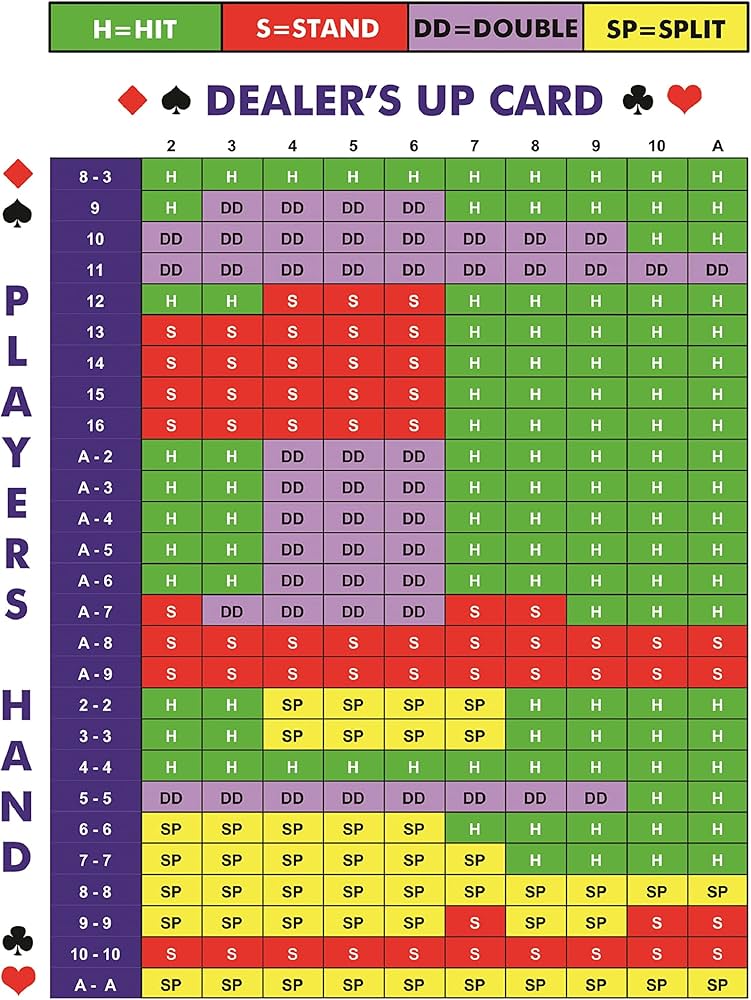 H=HIT S=STAND DD=DOUBLE SP=SPLIT
DEALER'S UP CARD
2 3 4 5 6 7 8 9 10 A
PLAYERS HAND
8 - 3 H H H H H H H H H H
9 H DD DD DD DD H H H H H
10 DD DD DD DD DD DD DD DD H H
11 DD DD DD DD DD DD DD DD DD DD
12 H H S S S H H H H H
13 S S S S S H H H H H
14 S S S S S H H H H H
15 S S S S S H H H H H
16 S S S S S H H H H H
A - 2 H H DD DD DD H H H H H
A - 3 H H DD DD DD H H H H H
A - 4 H H DD DD DD H H H H H
A - 5 H H DD DD DD H H H H H
A - 6 H H DD DD DD H H H H H
A - 7 S DD DD DD DD S S H H H
A - 8 S S S S S S S S S S
A - 9 S S S S S S S S S S
2 - 2 H H SP SP SP SP H H H H
3 - 3 H H SP SP SP SP H H H H
4 - 4 H H H H H H H H H H
5 - 5 DD DD DD DD DD DD DD DD H H
6 - 6 SP SP SP SP SP H H H H H
7 - 7 SP SP SP SP SP SP H H H H
8 - 8 SP SP SP SP SP SP SP SP SP SP
9 - 9 SP SP SP SP SP S SP SP S S
10 - 10 S S S S S S S S S S
A - A SP SP SP SP SP SP SP SP SP SP